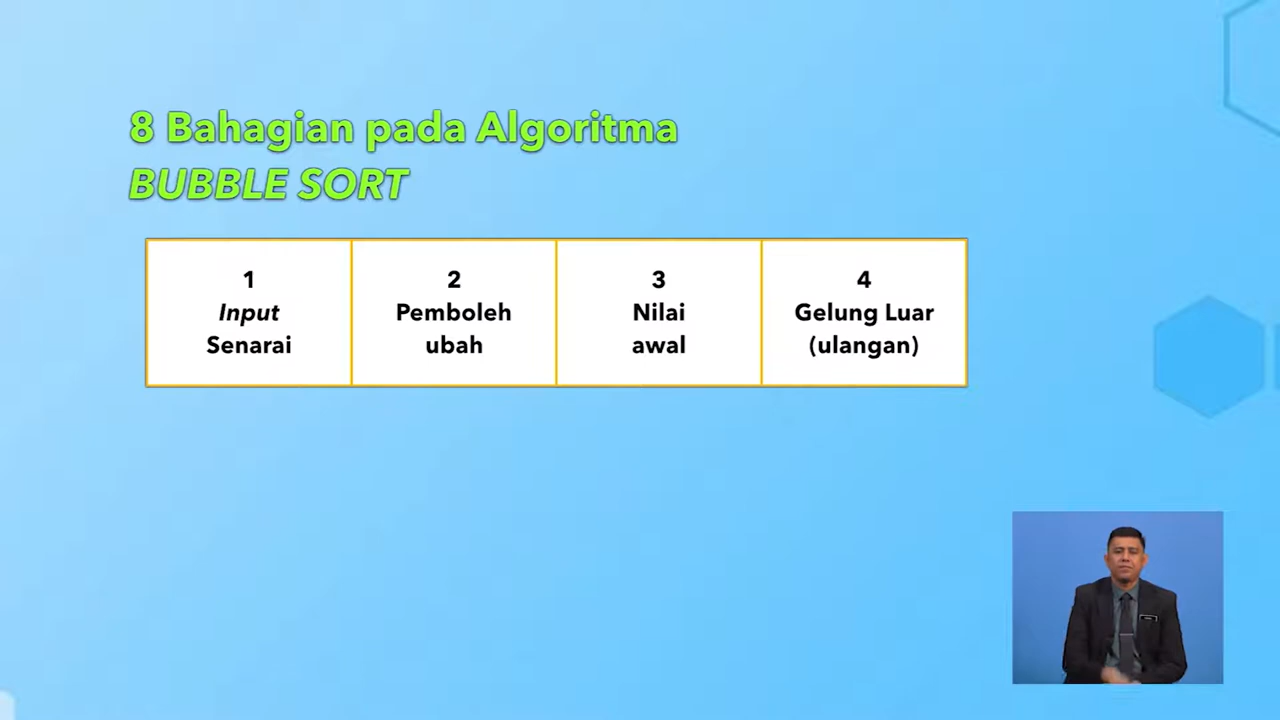 8 Bahagian pada Algoritma
BUBBLE SORT
1
Input
Senarai
2
Pemboleh
ubah
3
Nilai
awal
4
Gelung Luar
(ulangan)